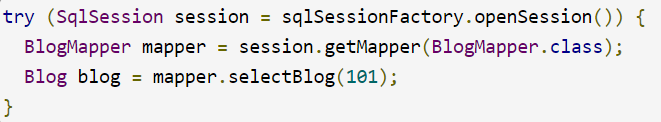 try (SqlSession session = sqlSessionFactory.openSession()) {
  BlogMapper mapper = session.getMapper(BlogMapper.class);
  Blog blog = mapper.selectBlog(101);
}